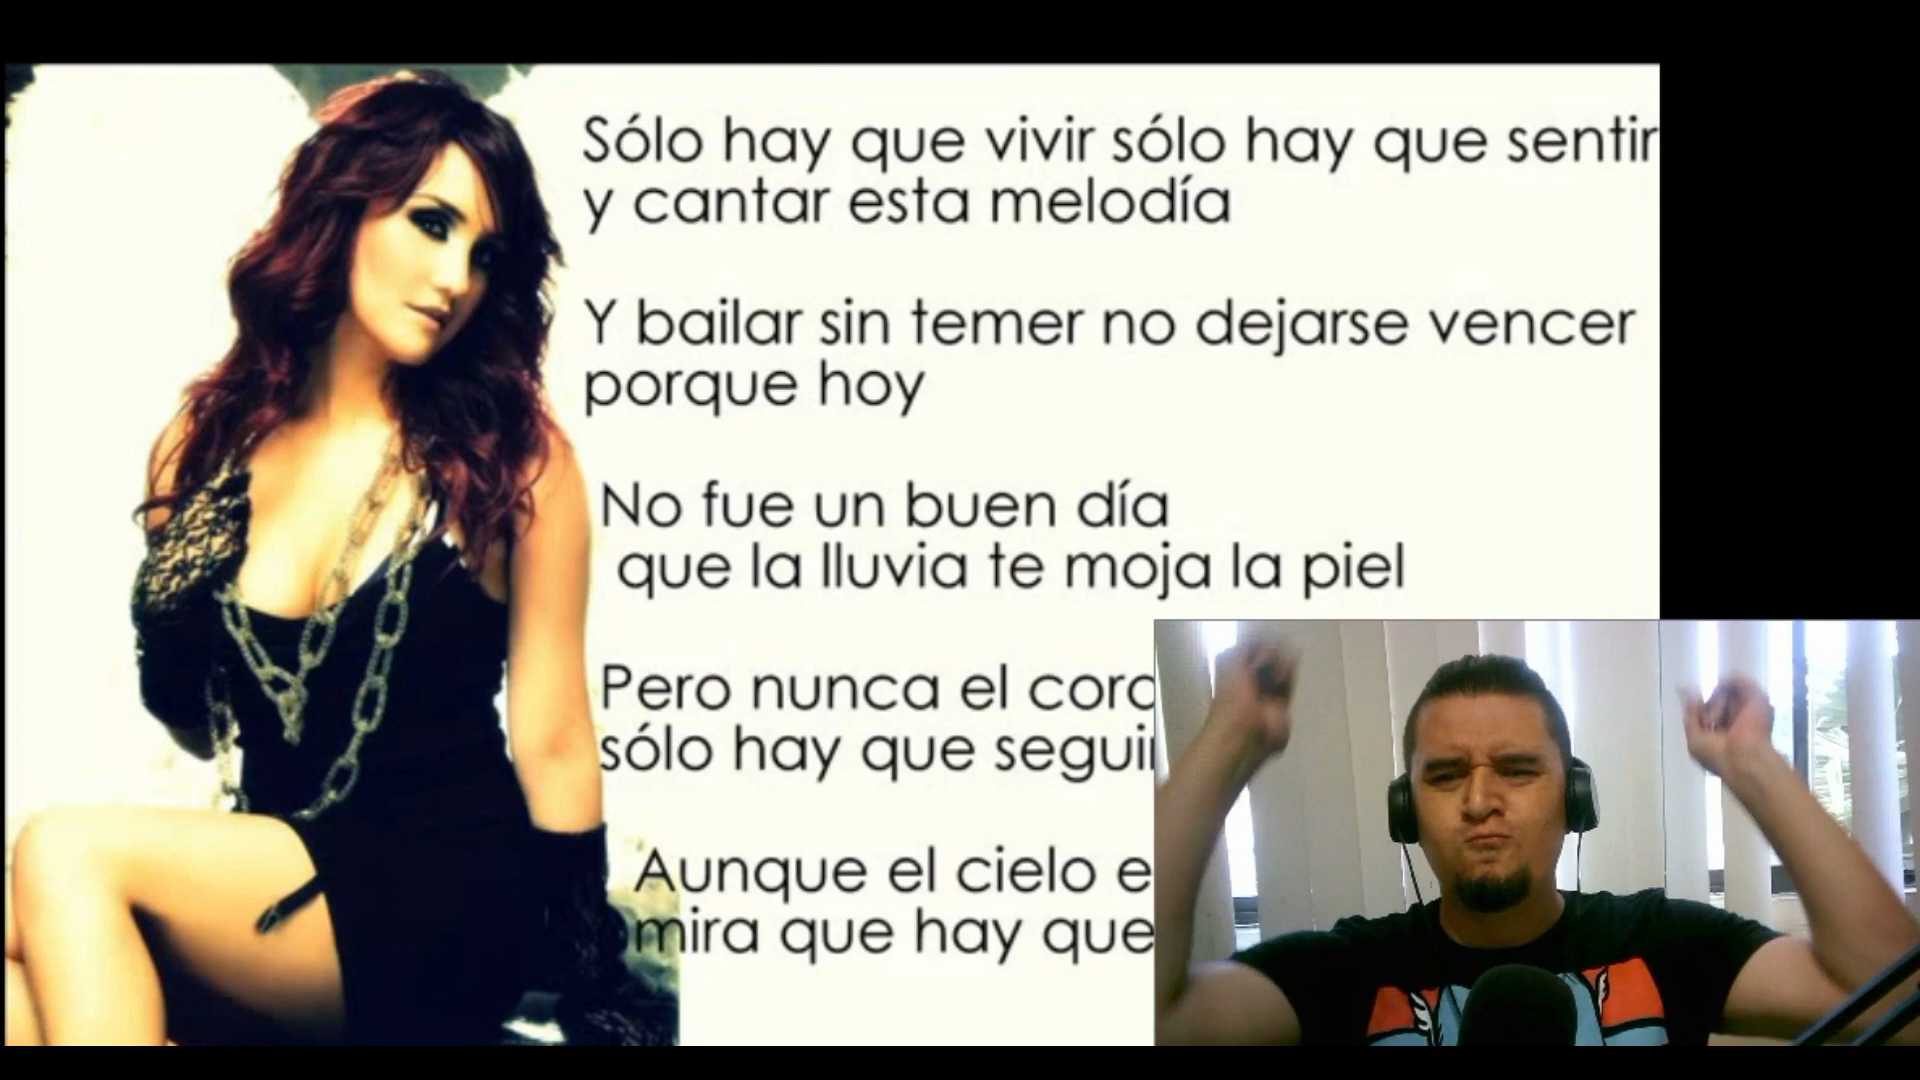 Sólo hay que vivir sólo hay que sentir
y cantar esta melodía
Y bailar sin temer no dejarse vencer
porque hoy
No fue un buen día
que la lluvia te moja la piel
Pero nunca el
sólo hay que
Aunque el cielo
mira que hay que